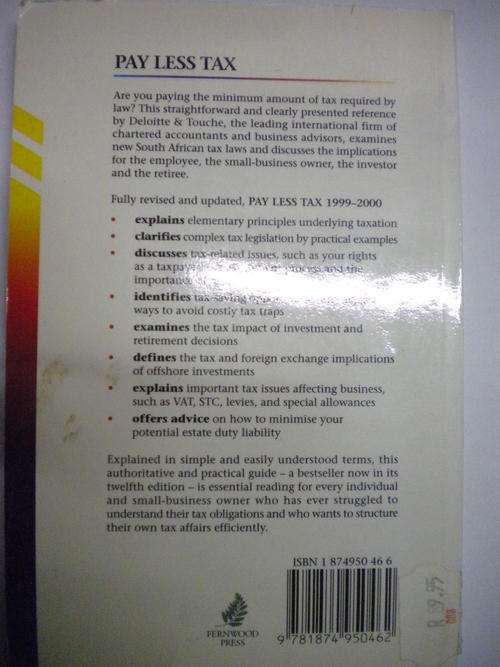 PAY LESS TAX
Are you paying the minimum amount of tax required by
law? This straightforward and clearly presented reference
by Deloitte & Touche, the leading international firm of
chartered accountants and business advisors, examines
new South African tax laws and discusses the implications
for the employee, the small-business owner, the investor
and the retiree.
Fully revised and updated, PAY LESS TAX 1999–2000
• explains elementary principles underlying taxation
• clarifies complex tax legislation by practical examples
• discusses tax-related issues, such as your rights
as a and the
importance
• identifies tax-saving
ways to avoid costly tax traps
• examines the tax impact of investment and
retirement decisions
• defines the tax and foreign exchange implications
of offshore investments
• explains important tax issues affecting business,
such as VAT, STC, levies, and special allowances
• offers advice on how to minimise your
potential estate duty liability
Explained in simple and easily understood terms, this
authoritative and practical guide – a bestseller now in its
twelfth edition – is essential reading for every individual
and small-business owner who has ever struggled to
understand their tax obligations and who wants to structure
their own tax affairs efficiently.
ISBN 1 874950 46 6
9 781874 950462
FERNWOOD
PRESS